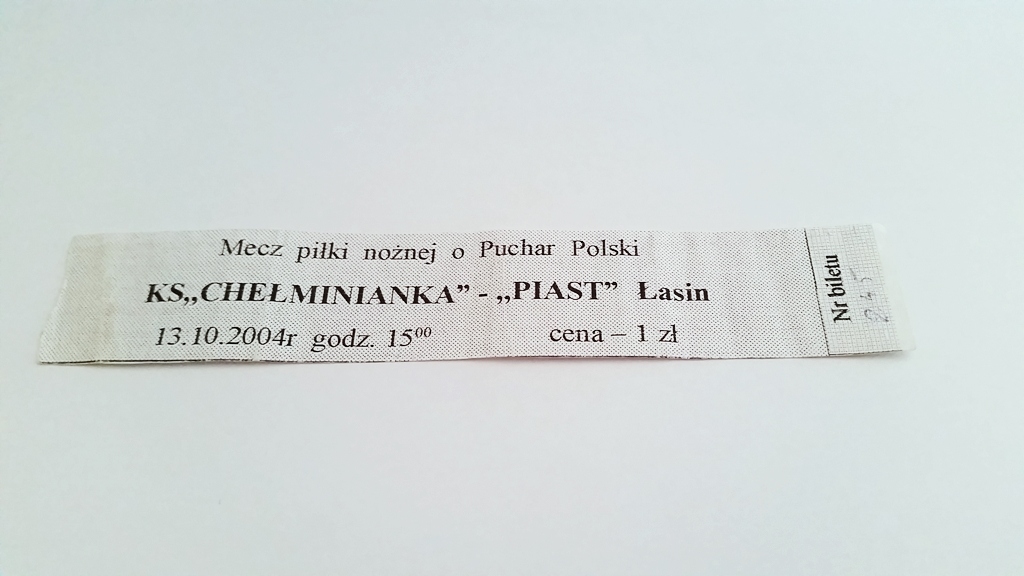 Mecz piłki nożnej o Puchar Polski
KS,,CHEŁMINIANKA” - ,,PIAST” Łasin
13.10.2004r godz. 15⁰⁰ cena – 1 zł
Nr biletu